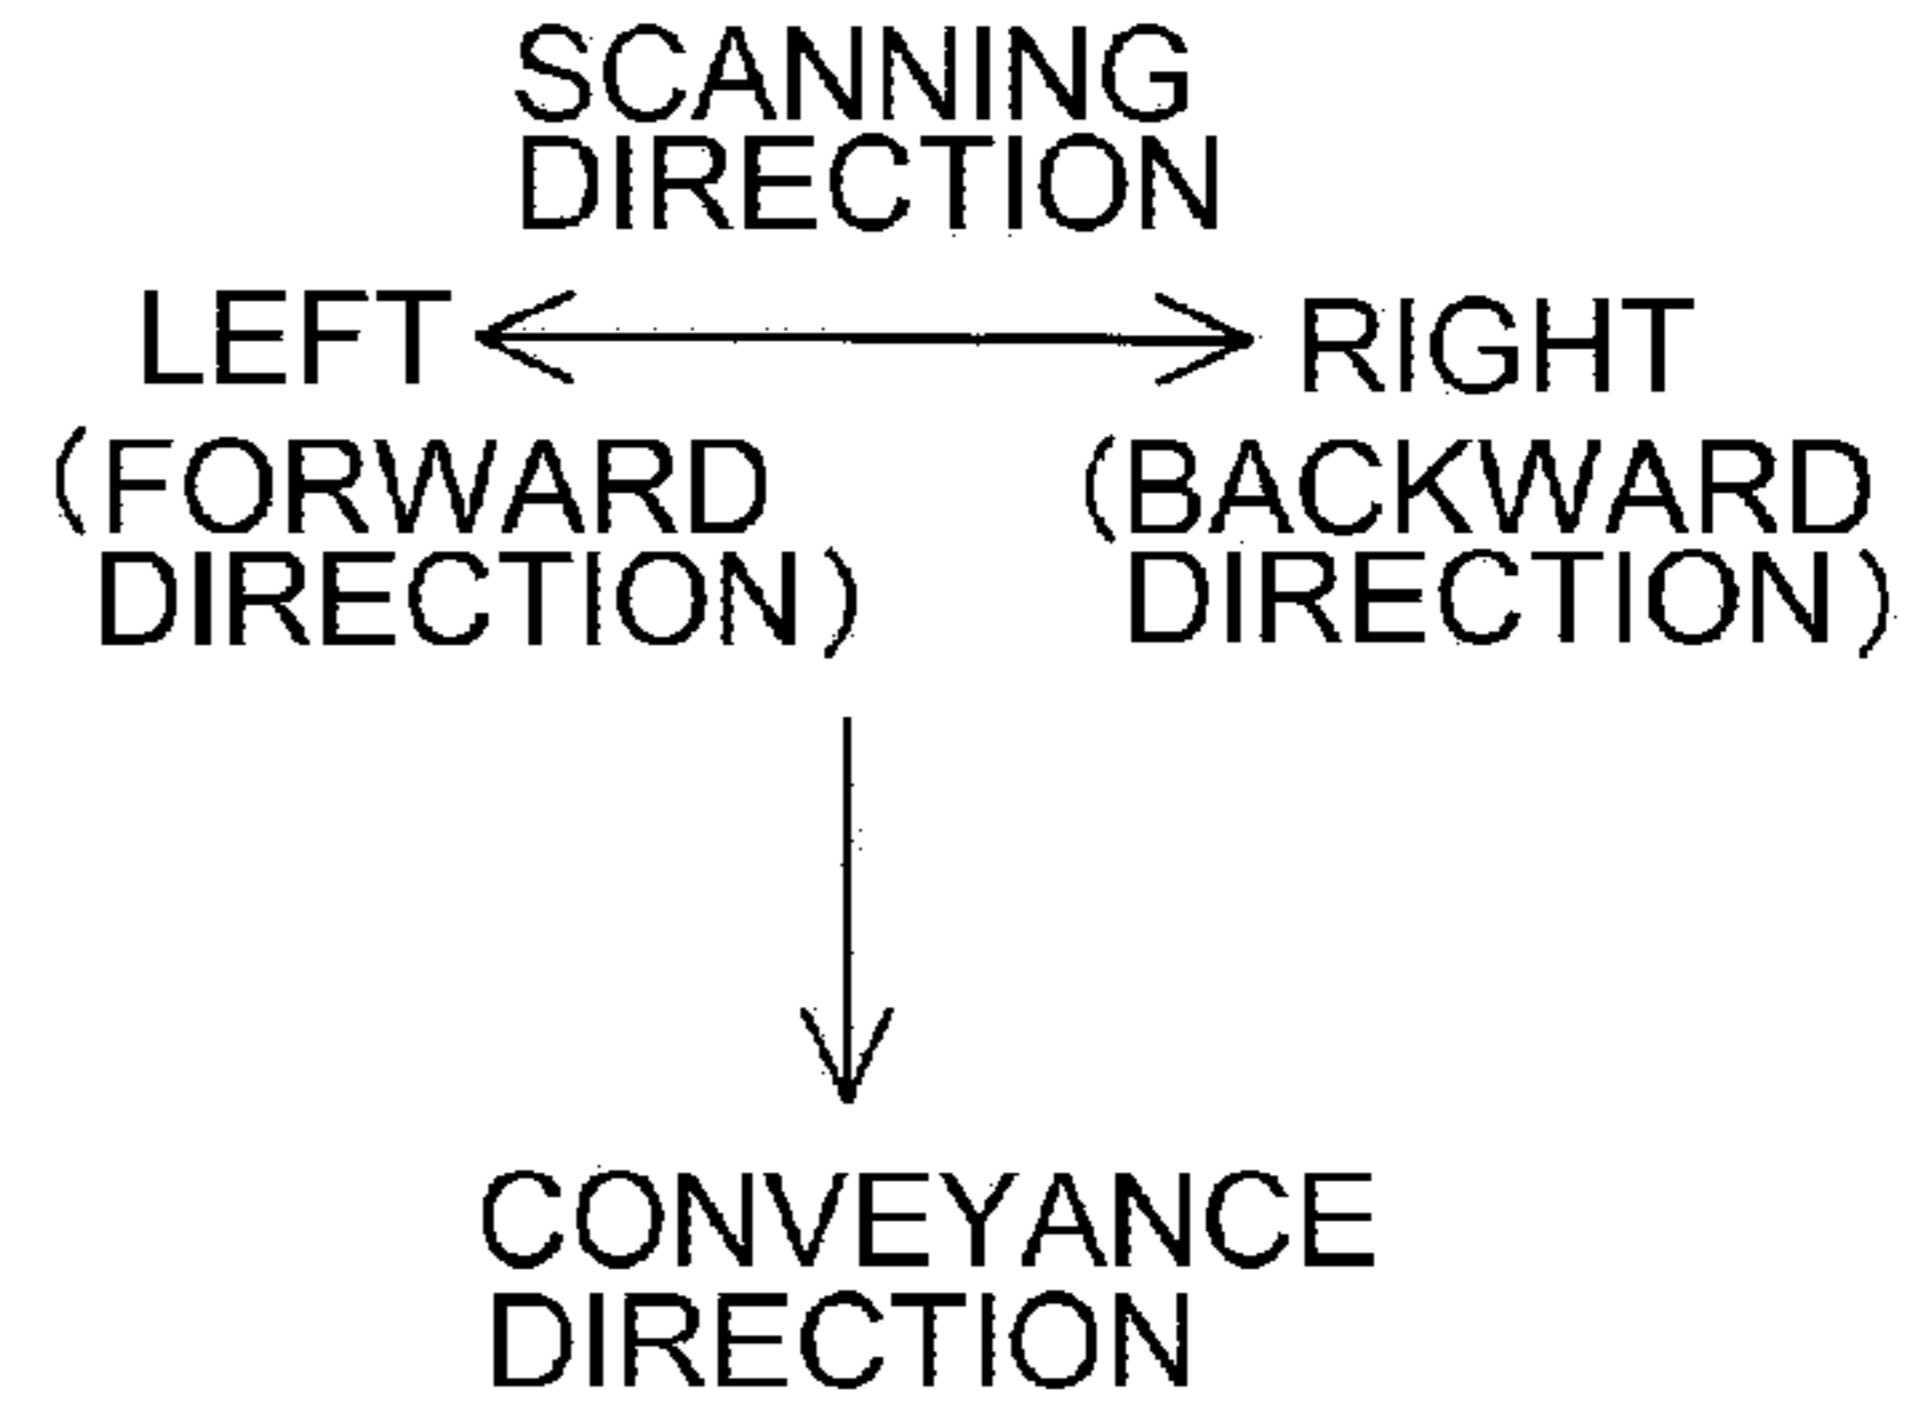 SCANNING
DIRECTION
LEFT
RIGHT
(FORWARD
DIRECTION)
(BACKWARD
DIRECTION)
CONVEYANCE
DIRECTION